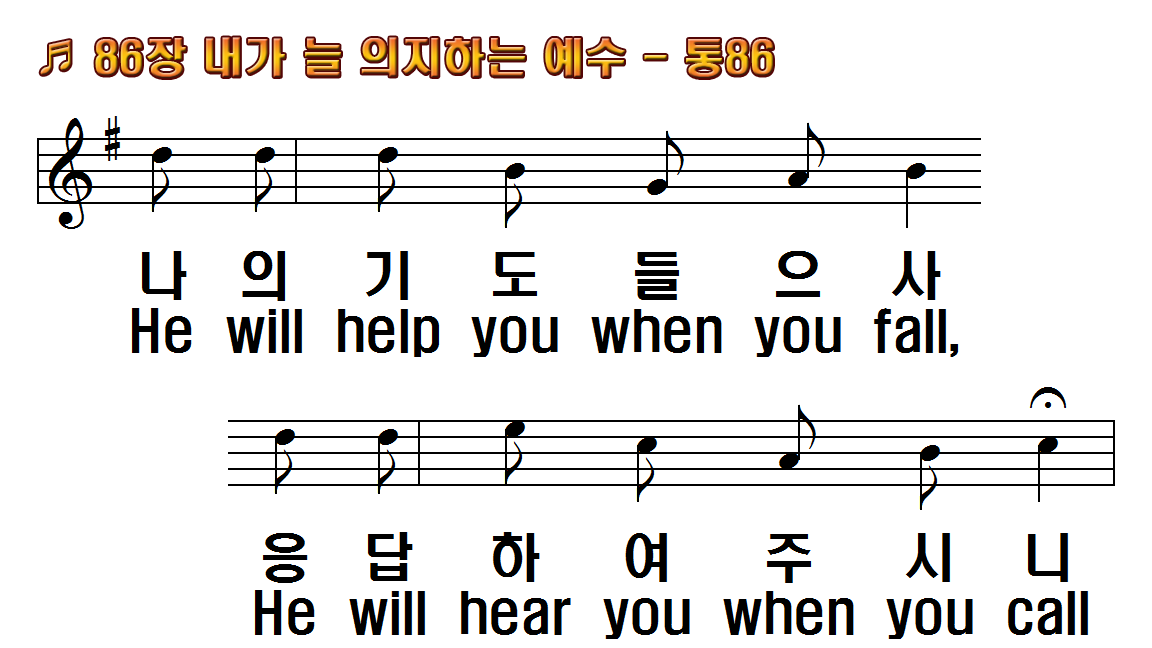 ♬ 86장 내가 늘 의지하는 예수 - 통86
나 의 기 도 들 으 사
He will help you when you fall,
응 답 하 여 주 시 니
He will hear you when you call